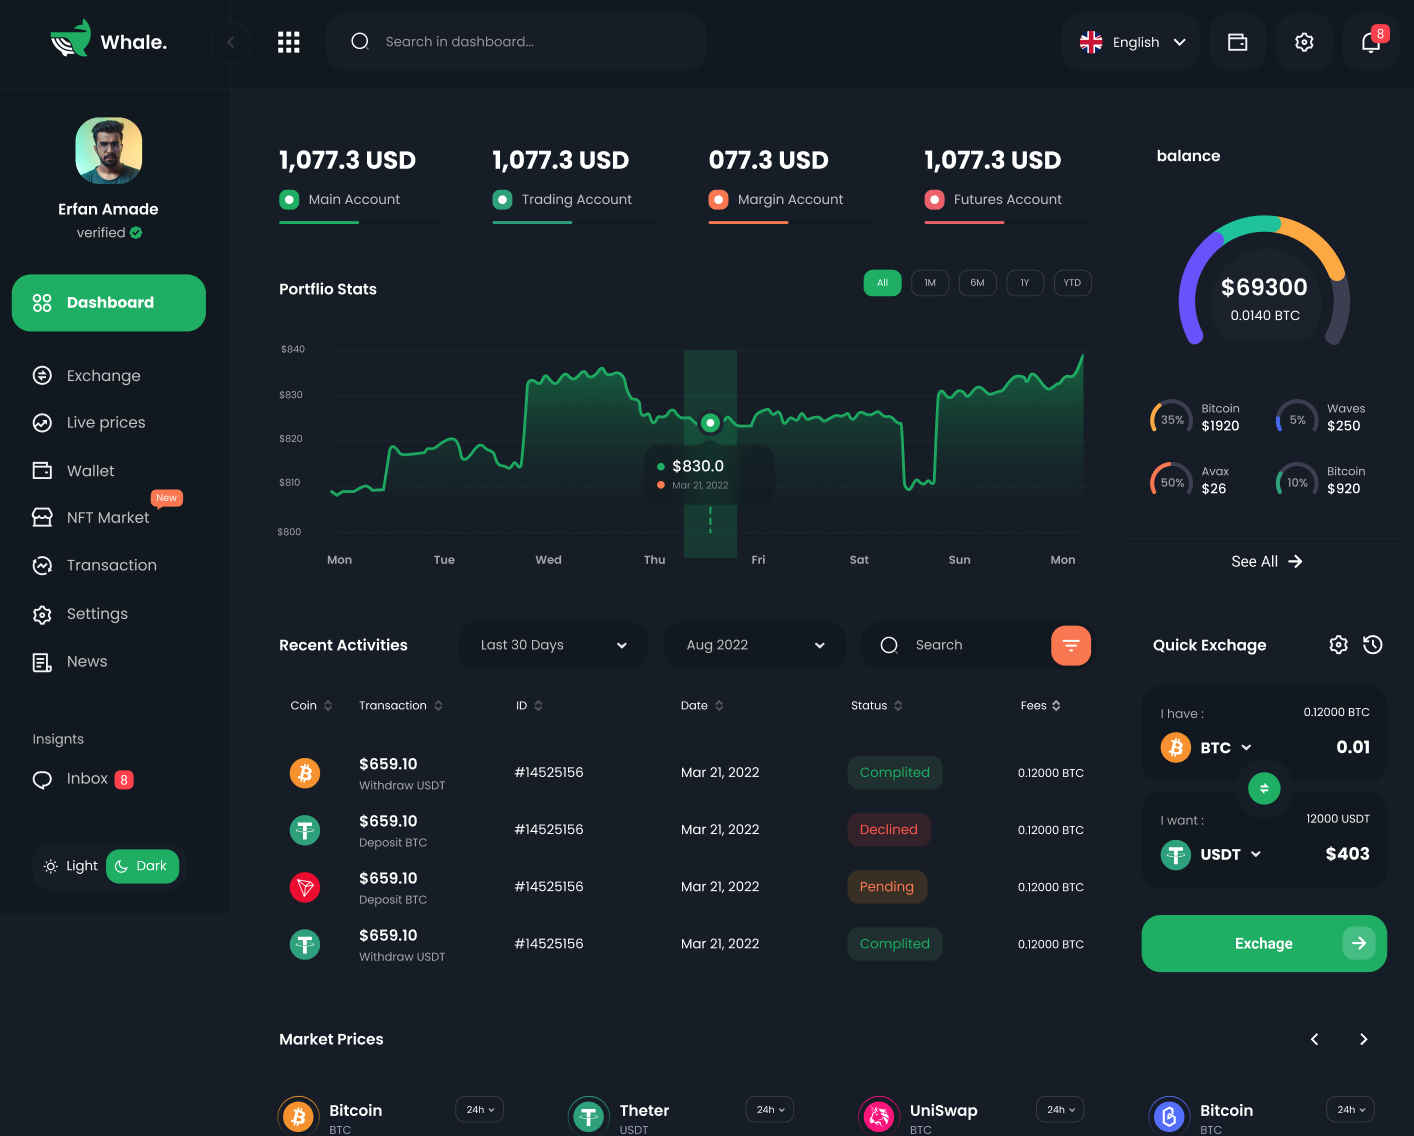 Whale.
Search in dashboard...
English
8
Erfan Amade
verified
Dashboard
Exchange
Live prices
Wallet
New
NFT Market
Transaction
Settings
News
Insights
Inbox 8
Light Dark
1,077.3 USD
Main Account
1,077.3 USD
Trading Account
077.3 USD
Margin Account
1,077.3 USD
Futures Account
Portflio Stats
All 1M 6M 1Y YTD
$840
$830
$820
$810
$800
$830.0
Mar 21, 2022
Mon Tue Wed Thu Fri Sat Sun Mon
balance
$69300
0.0140 BTC
35% Bitcoin
$1920
5% Waves
$250
50% Avax
$26
10% Bitcoin
$920
See All
Recent Activities
Last 30 Days
Aug 2022
Search
Coin Transaction ID Date Status Fees
$659.10
Withdraw USDT
#14525156 Mar 21, 2022 Complited 0.12000 BTC
$659.10
Deposit BTC
#14525156 Mar 21, 2022 Declined 0.12000 BTC
$659.10
Deposit BTC
#14525156 Mar 21, 2022 Pending 0.12000 BTC
$659.10
Withdraw USDT
#14525156 Mar 21, 2022 Complited 0.12000 BTC
Quick Exchage
I have : 0.12000 BTC
BTC 0.01
I want : 12000 USDT
USDT $403
Exchage
Market Prices
Bitcoin 24h
BTC
Theter 24h
USDT
UniSwap 24h
BTC
Bitcoin 24h
BTC